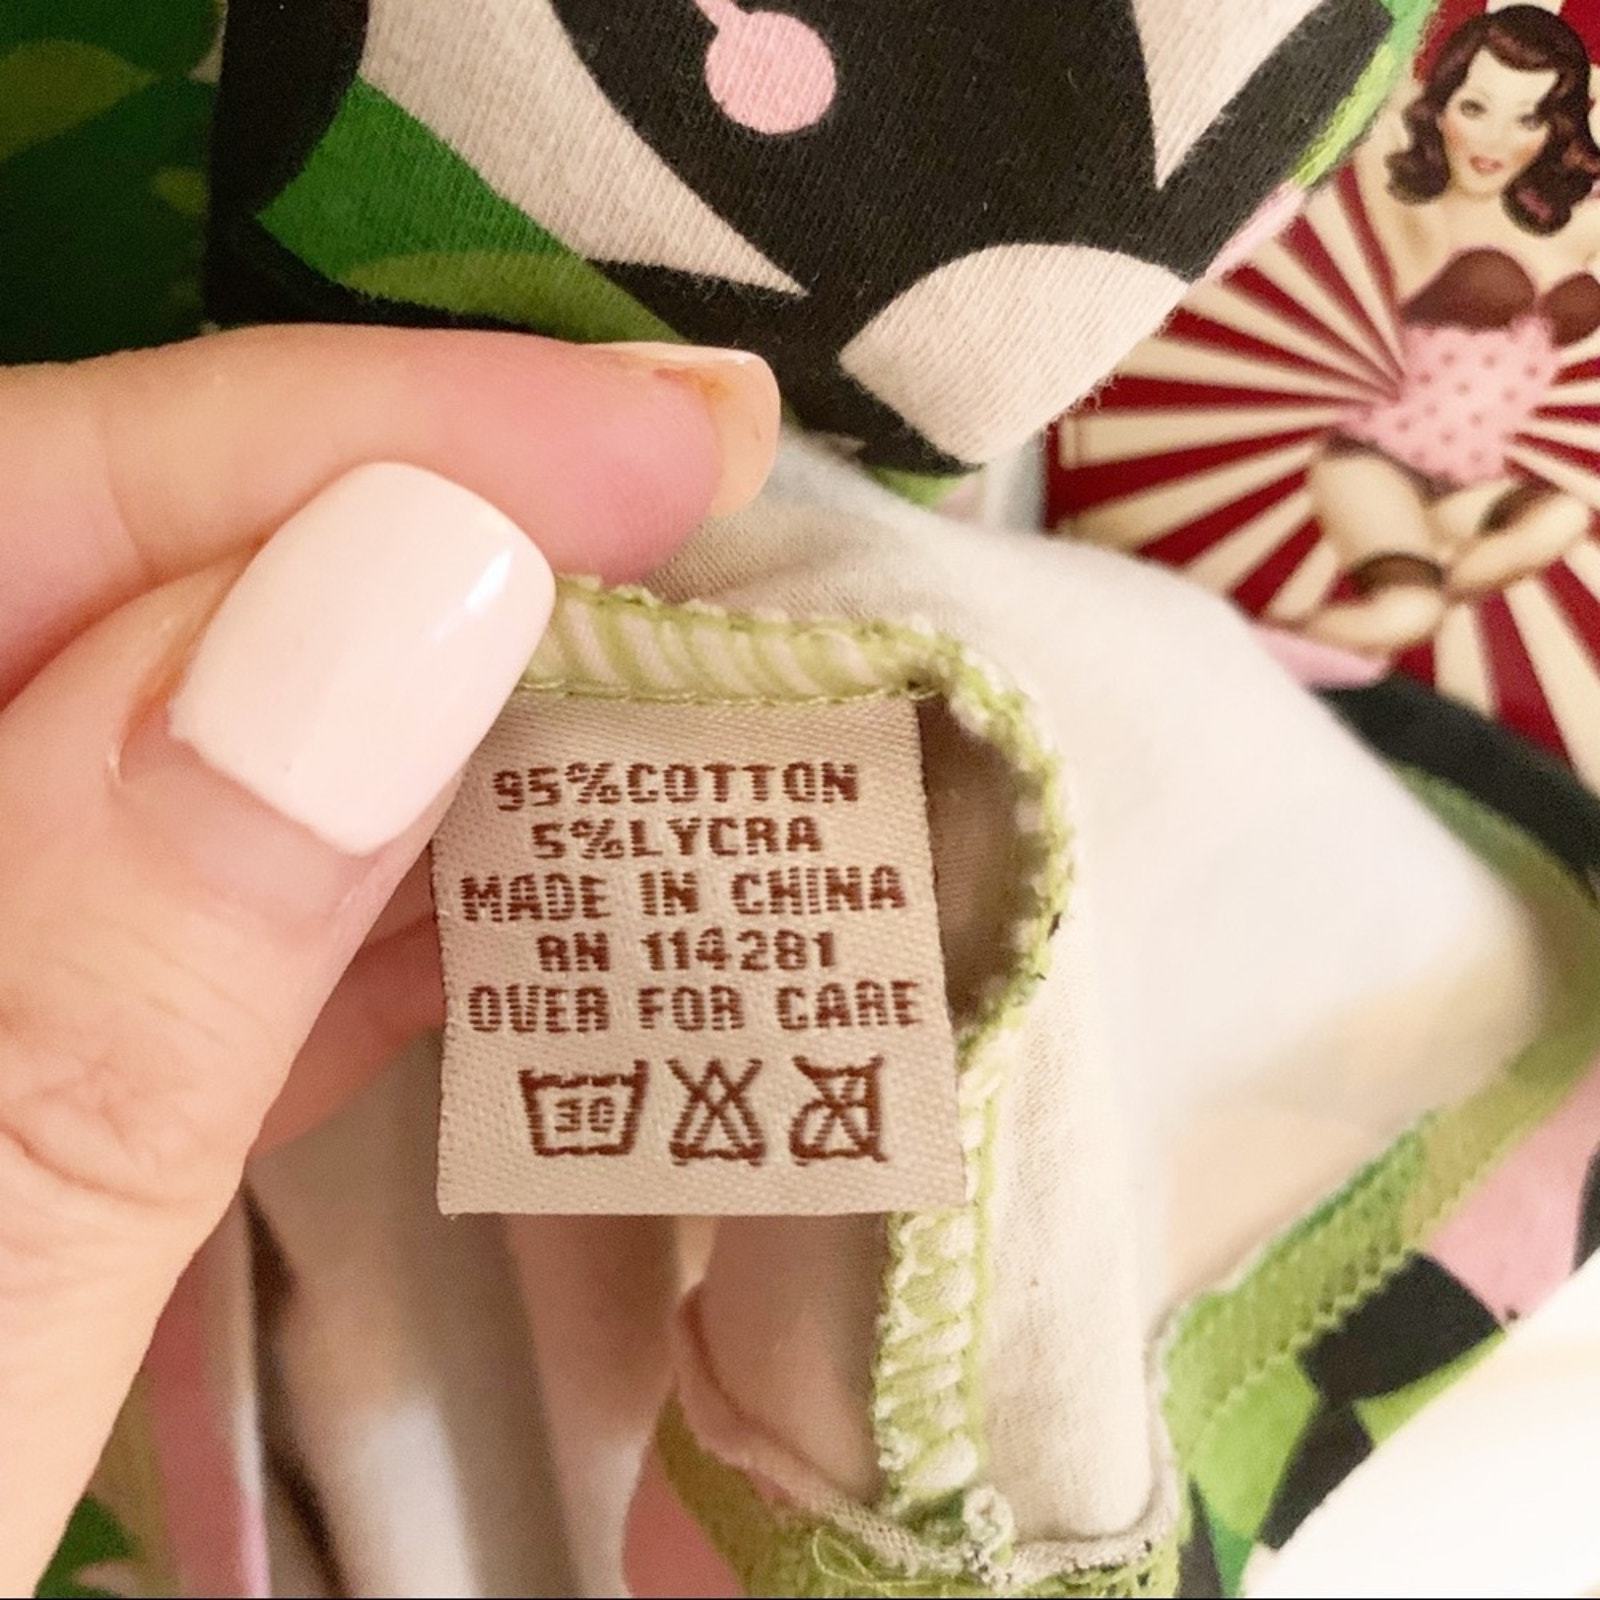 95%COTTON
5%LYCRA
MADE IN CHINA
RN 114281
OVER FOR CARE
30